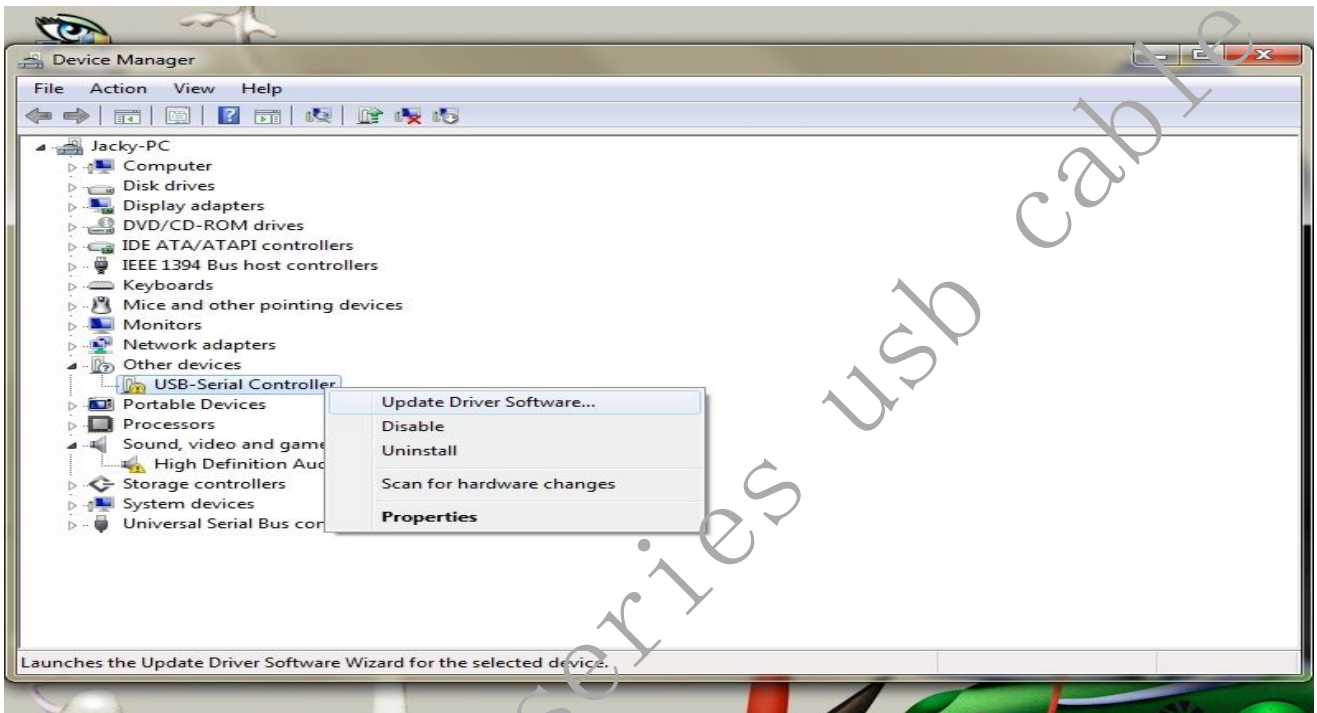 Device Manager
File Action View Help
Jacky-PC
Computer
Disk drives
Display adapters
DVD/CD-ROM drives
IDE ATA/ATAPI controllers
IEEE 1394 Bus host controllers
Keyboards
Mice and other pointing devices
Monitors
Network adapters
Other devices
USB-Serial Controller
Portable Devices
Processors
Sound, video and game
High Definition Aud
Storage controllers
System devices
Universal Serial Bus con
Update Driver Software...
Disable
Uninstall
Scan for hardware changes
Properties
Launches the Update Driver Software Wizard for the selected device.
series usb cable